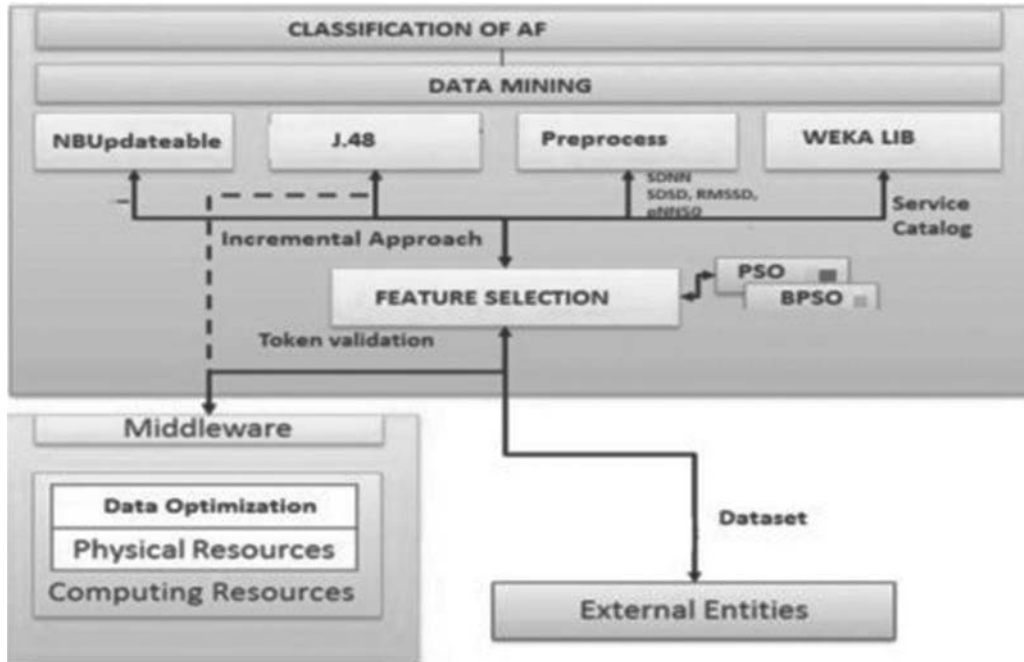 CLASSIFICATION OF AF
DATA MINING
NBUpdateable
J.48
Preprocess
WEKA LIB
SDNN
SDSD, RMSSD,
pNN50
Service
Catalog
Incremental Approach
FEATURE SELECTION
PSO
BPSO
Token validation
Middleware
Data Optimization
Physical Resources
Computing Resources
Dataset
External Entities